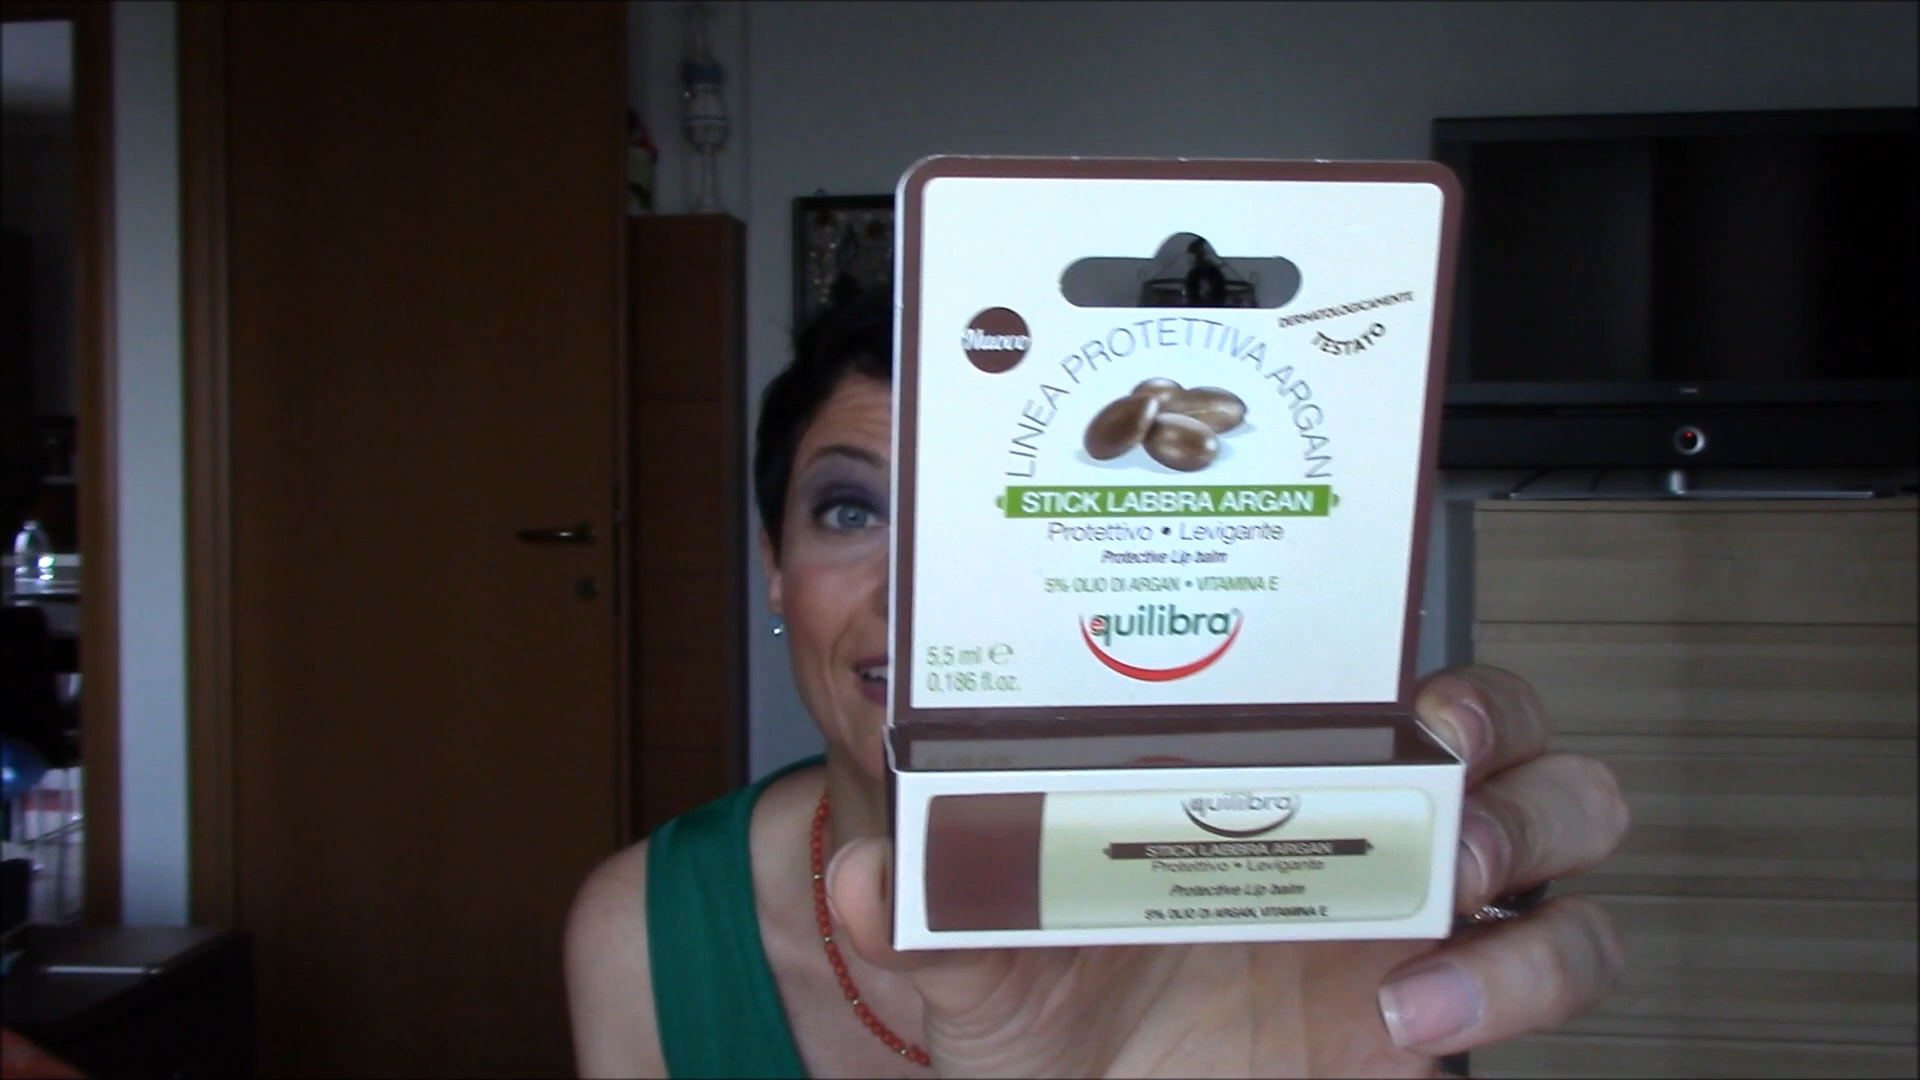 Nuovo
DERMATOLOGICAMENTE
TESTATO
LINEA PROTETTIVA ARGAN
STICK LABBRA ARGAN
Protettivo • Levigante
Protective Lip balm
5% OLIO DI ARGAN • VITAMINA E
equilibra®
5,5 ml ℮
0,186 fl.oz.
equilibra
STICK LABBRA ARGAN
Protettivo • Levigante
Protective Lip balm
5% OLIO DI ARGAN, VITAMINA E